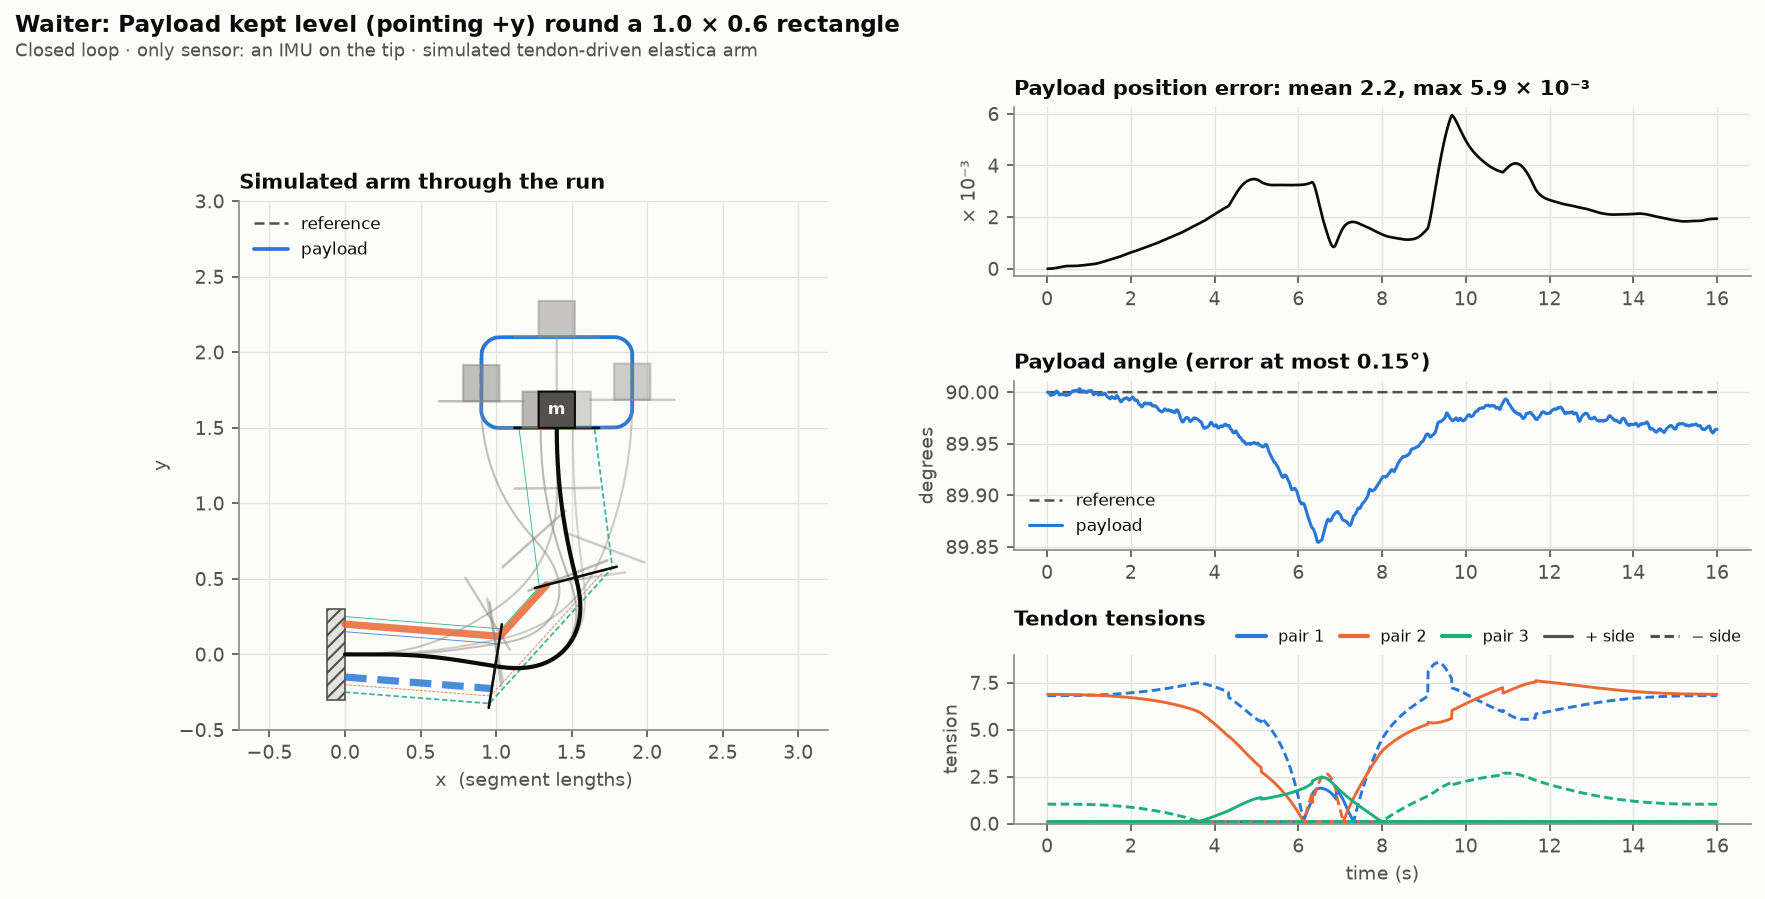 Waiter: Payload kept level (pointing +y) round a 1.0 × 0.6 rectangle
Closed loop · only sensor: an IMU on the tip · simulated tendon-driven elastica arm
Simulated arm through the run
reference
payload
m
3.0
2.5
2.0
1.5
1.0
0.5
0.0
−0.5
y
−0.5 0.0 0.5 1.0 1.5 2.0 2.5 3.0
x (segment lengths)
Payload position error: mean 2.2, max 5.9 × 10⁻³
× 10⁻³
6
4
2
0
0 2 4 6 8 10 12 14 16
Payload angle (error at most 0.15°)
degrees
90.00
89.95
89.90
89.85
reference
payload
0 2 4 6 8 10 12 14 16
Tendon tensions
pair 1 pair 2 pair 3 + side − side
tension
7.5
5.0
2.5
0.0
0 2 4 6 8 10 12 14 16
time (s)